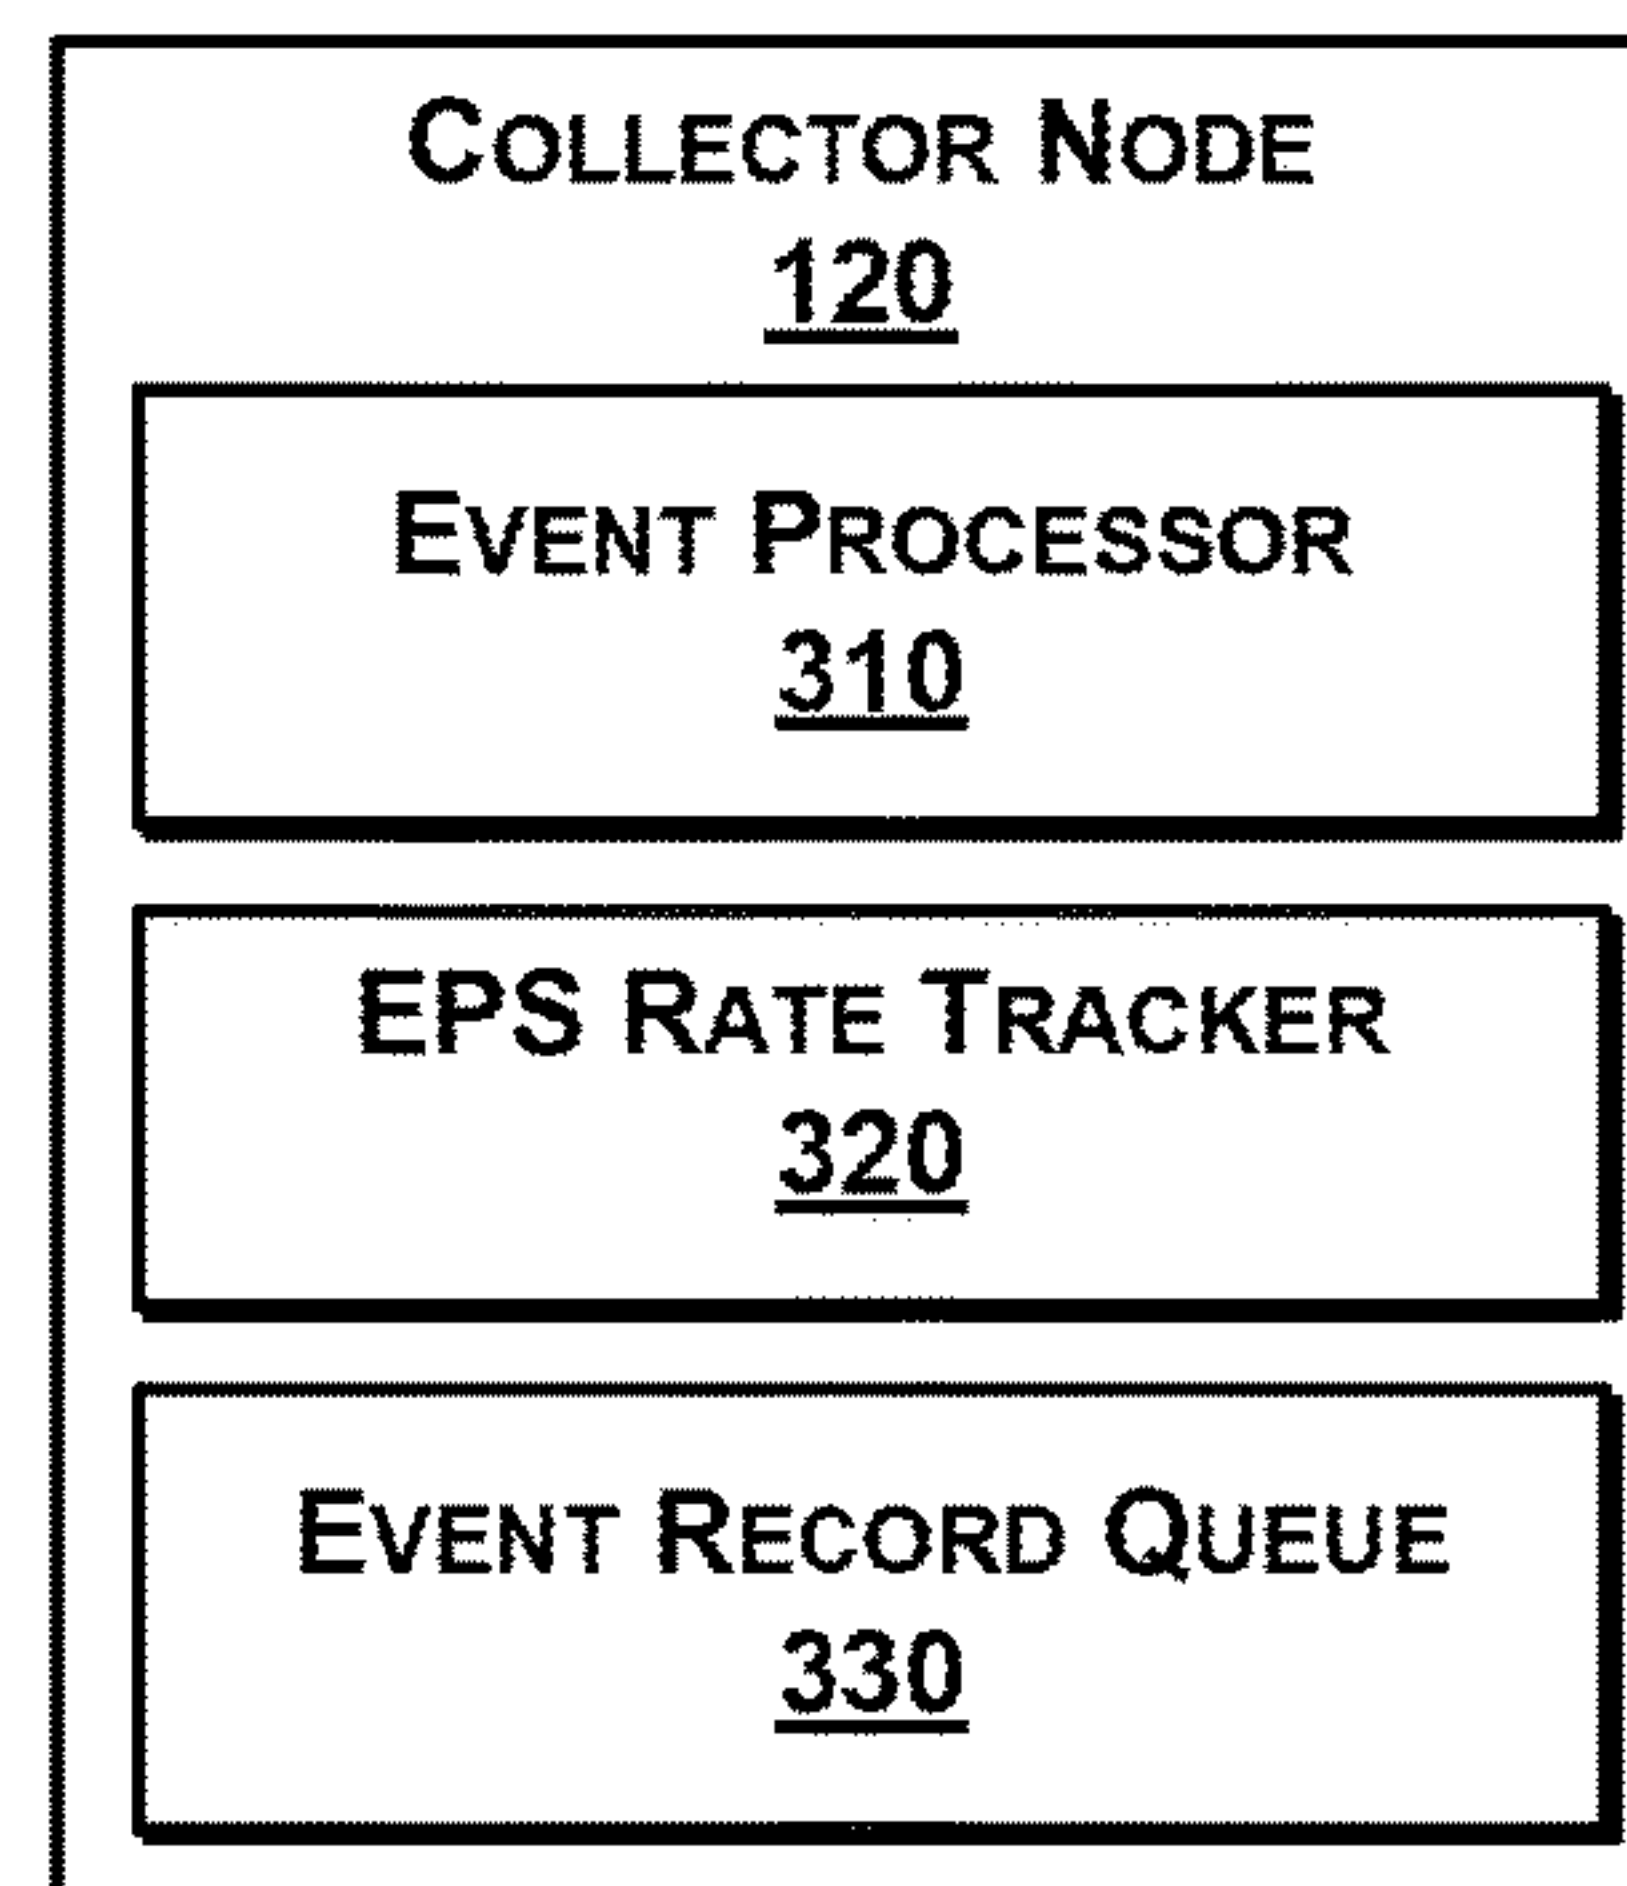 COLLECTOR NODE
120
EVENT PROCESSOR
310
EPS RATE TRACKER
320
EVENT RECORD QUEUE
330